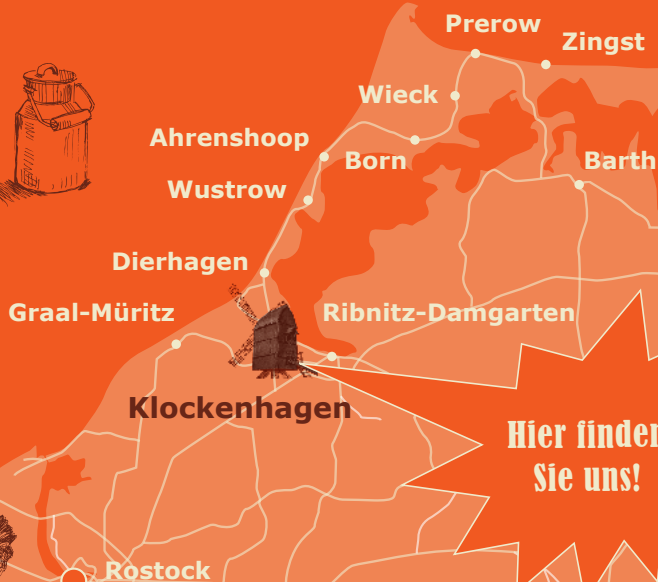 Prerow
Zingst
Wieck
Ahrenshoop
Born
Barth
Wustrow
Dierhagen
Graal-Müritz
Ribnitz-Damgarten
Klockenhagen
Hier finden
Sie uns!
Rostock